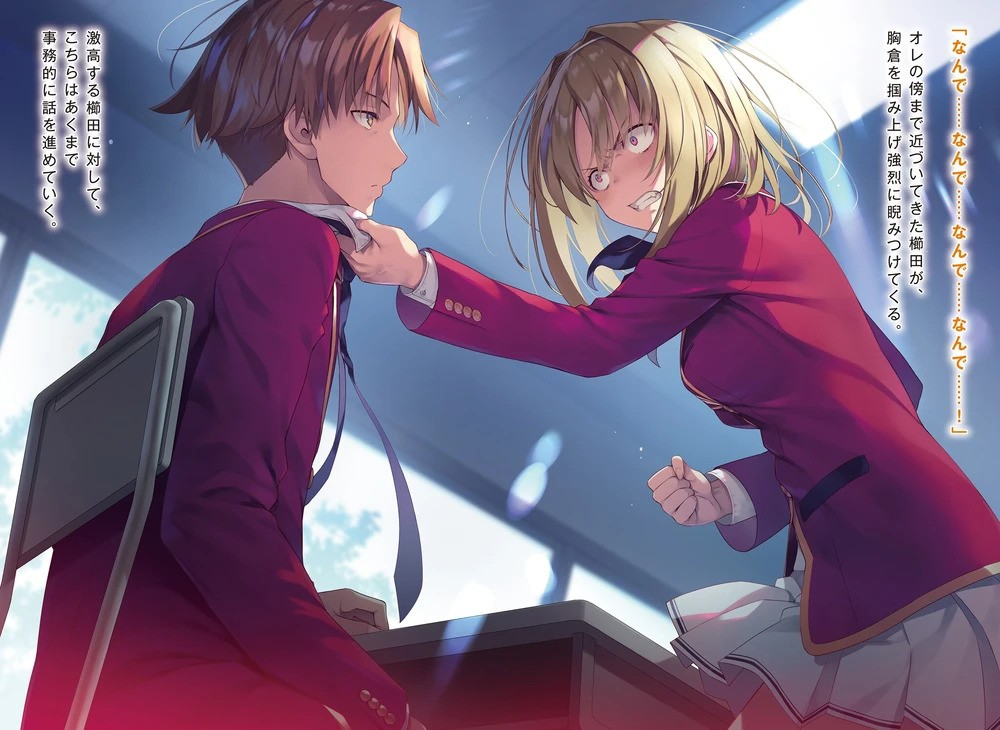 「なんで……なんで……なんで……なんで……！」
オレの傍まで近づいてきた櫛田が、
胸倉を掴み上げ強烈に睨みつけてくる。
激高する櫛田に対して、
こちらはあくまで
事務的に話を進めていく。